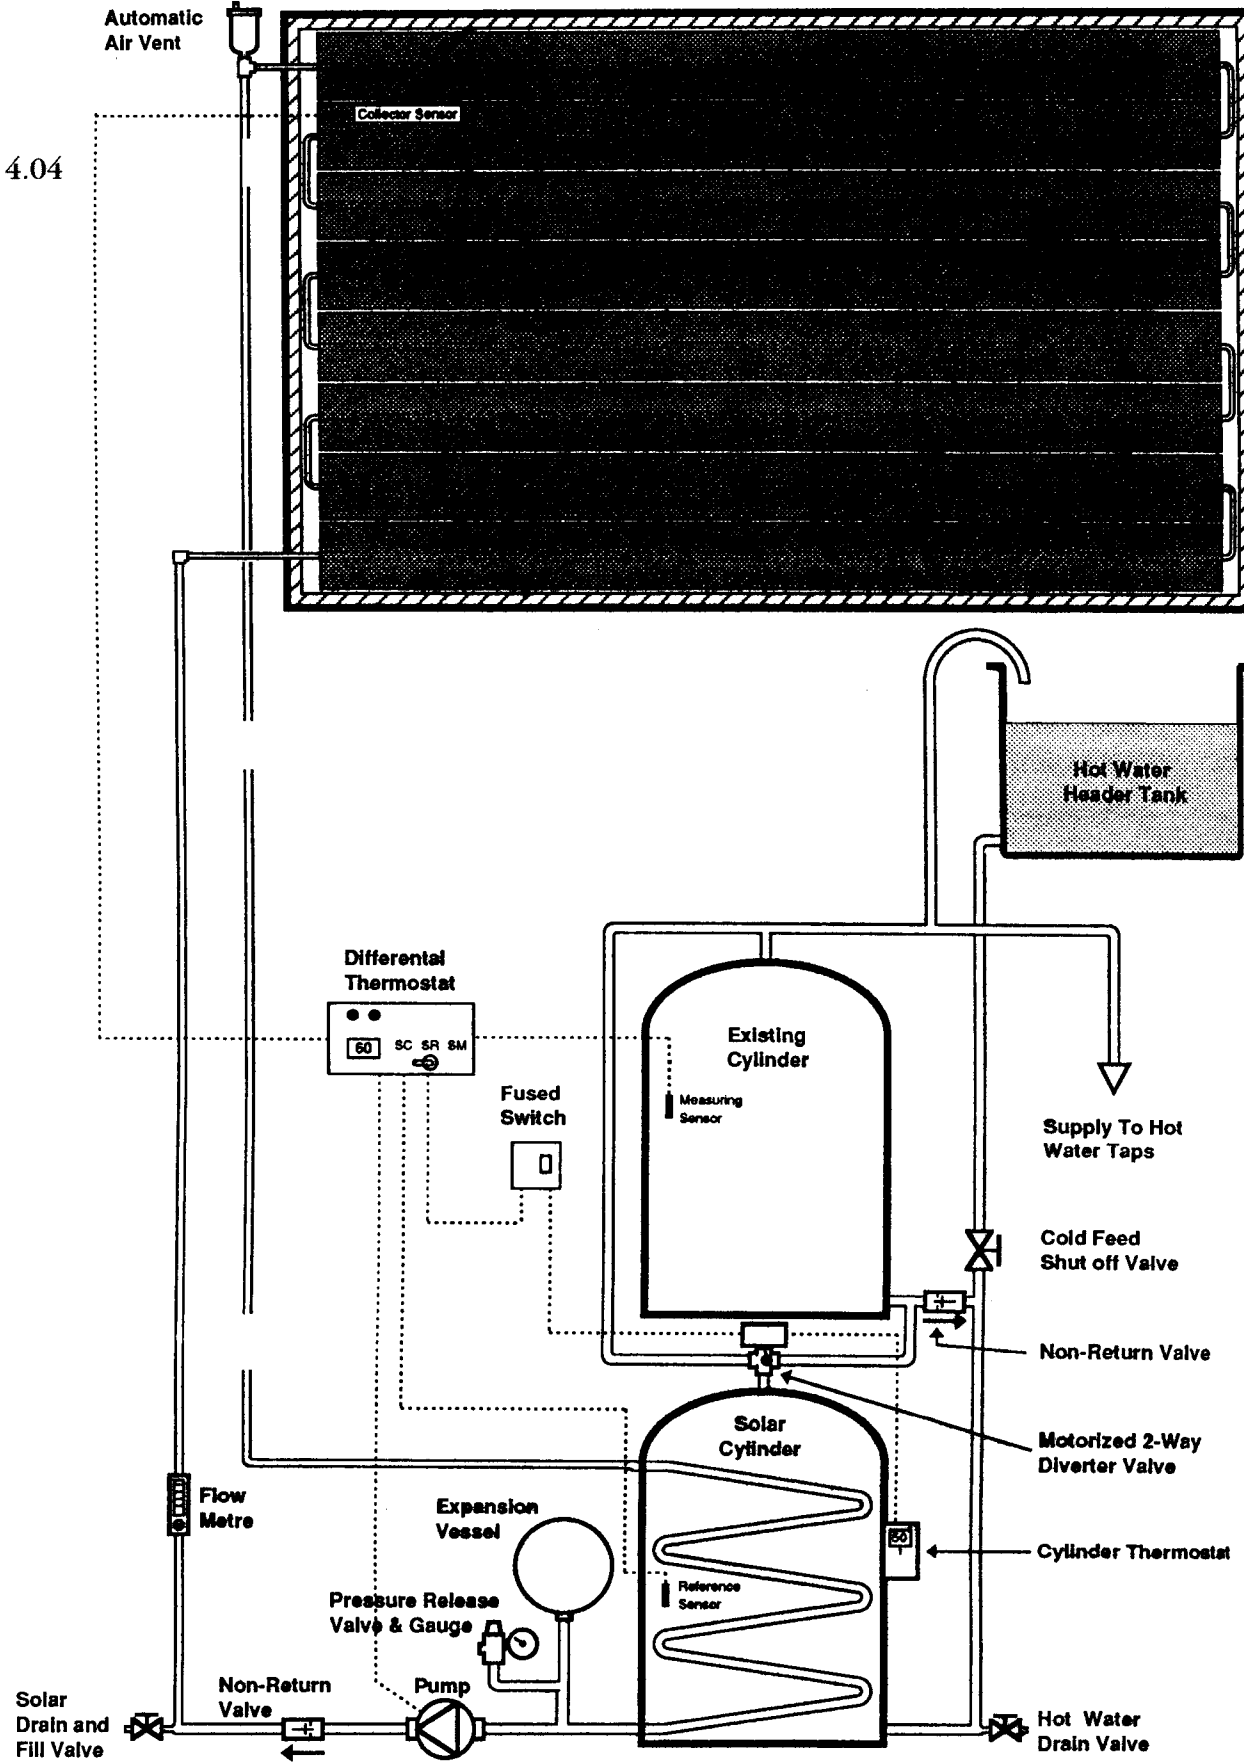 Automatic
Air Vent
Collector Sensor
4.04
Hot Water
Header Tank
Differental
Thermostat
60
SC SR SM
Existing
Cylinder
Fused
Switch
Measuring
Sensor
Supply To Hot
Water Taps
Cold Feed
Shut off Valve
Non-Return Valve
Solar
Cylinder
Motorized 2-Way
Diverter Valve
Flow
Metre
Expansion
Vessel
50
Cylinder Thermostat
Reference
Sensor
Pressure Release
Valve & Gauge
Non-Return
Valve
Pump
Solar
Drain and
Fill Valve
Hot Water
Drain Valve